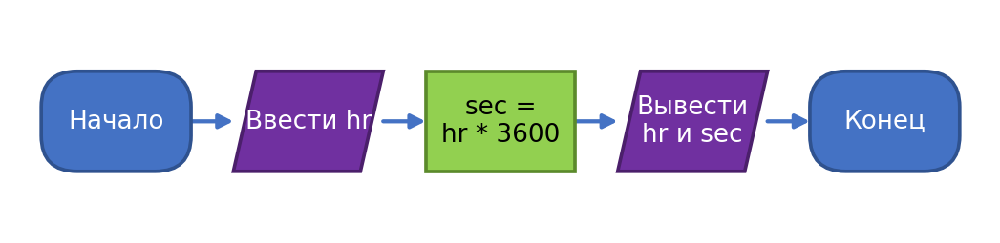 Начало
Ввести hr
sec =
hr * 3600
Вывести
hr и sec
Конец